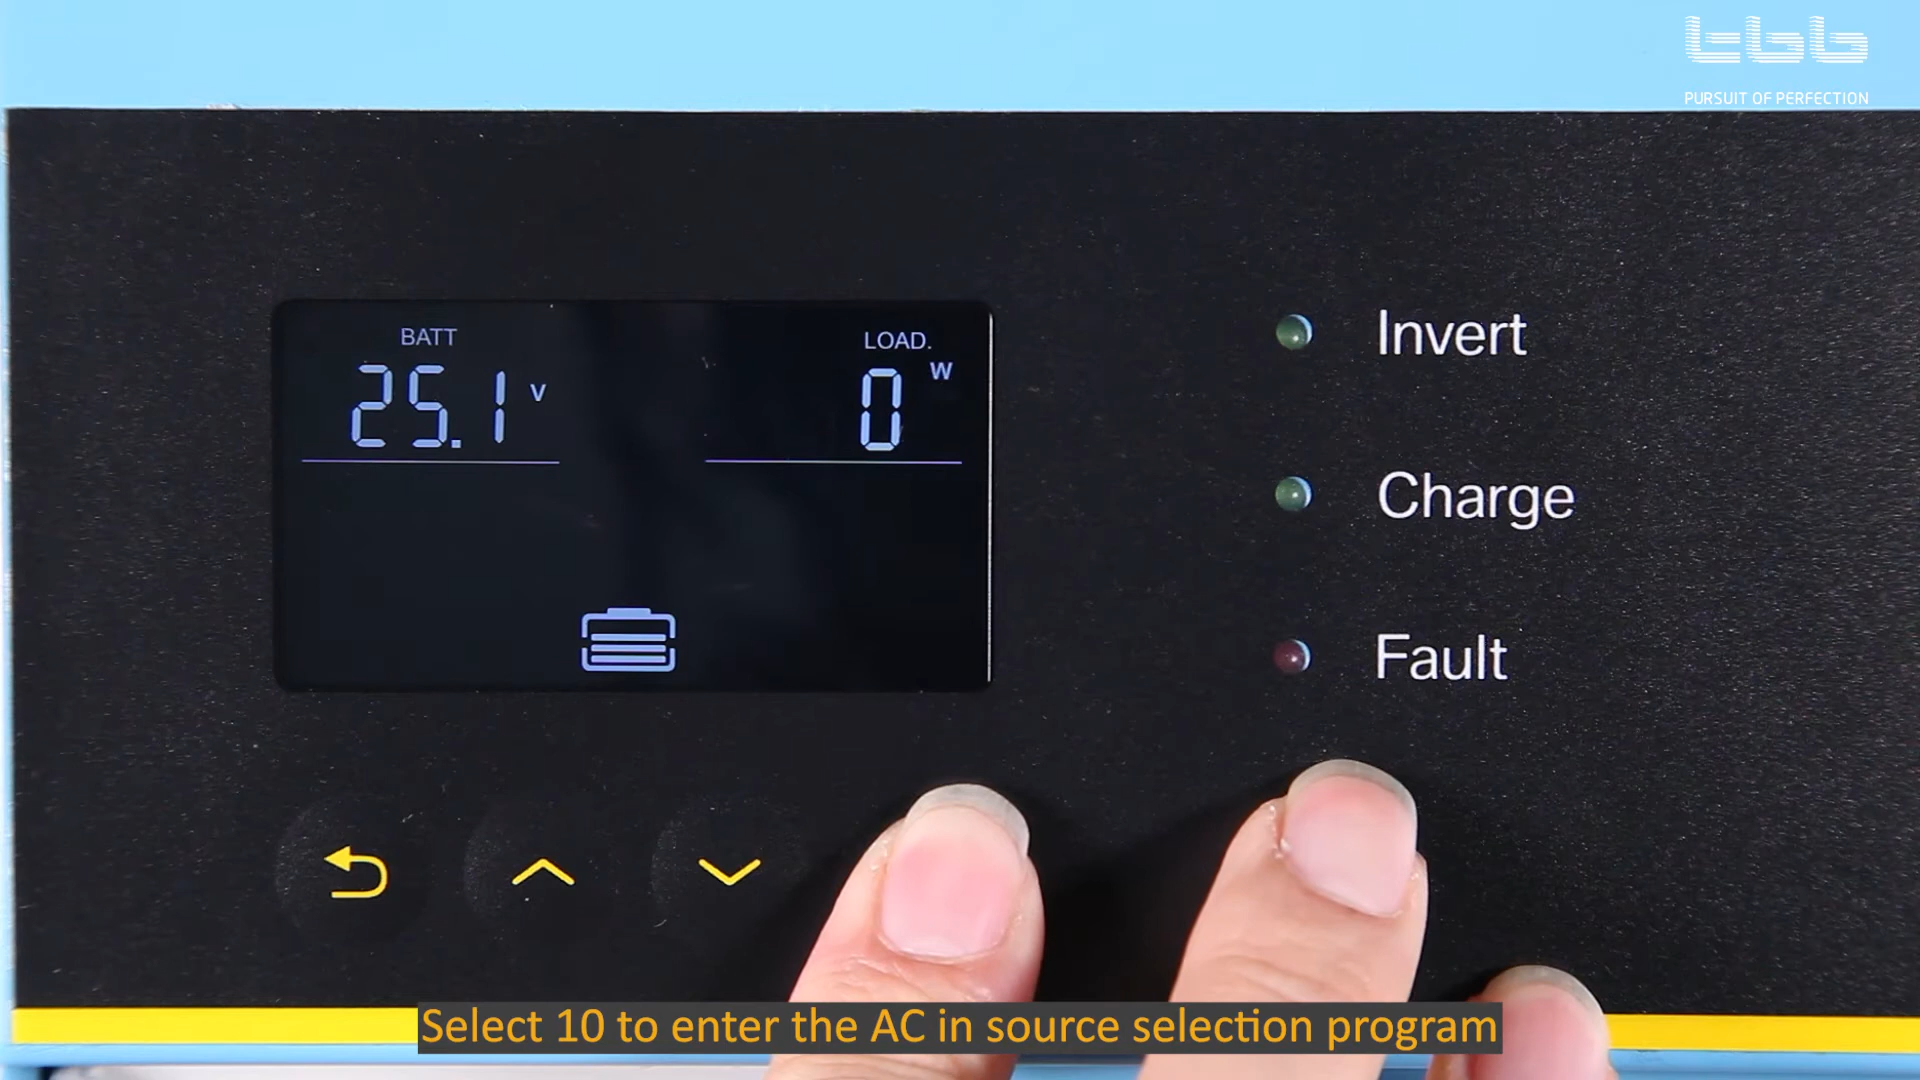 tbb
PURSUIT OF PERFECTION
BATT
25.1 V
LOAD.
0 W
Invert
Charge
Fault
Select 10 to enter the AC in source selection program